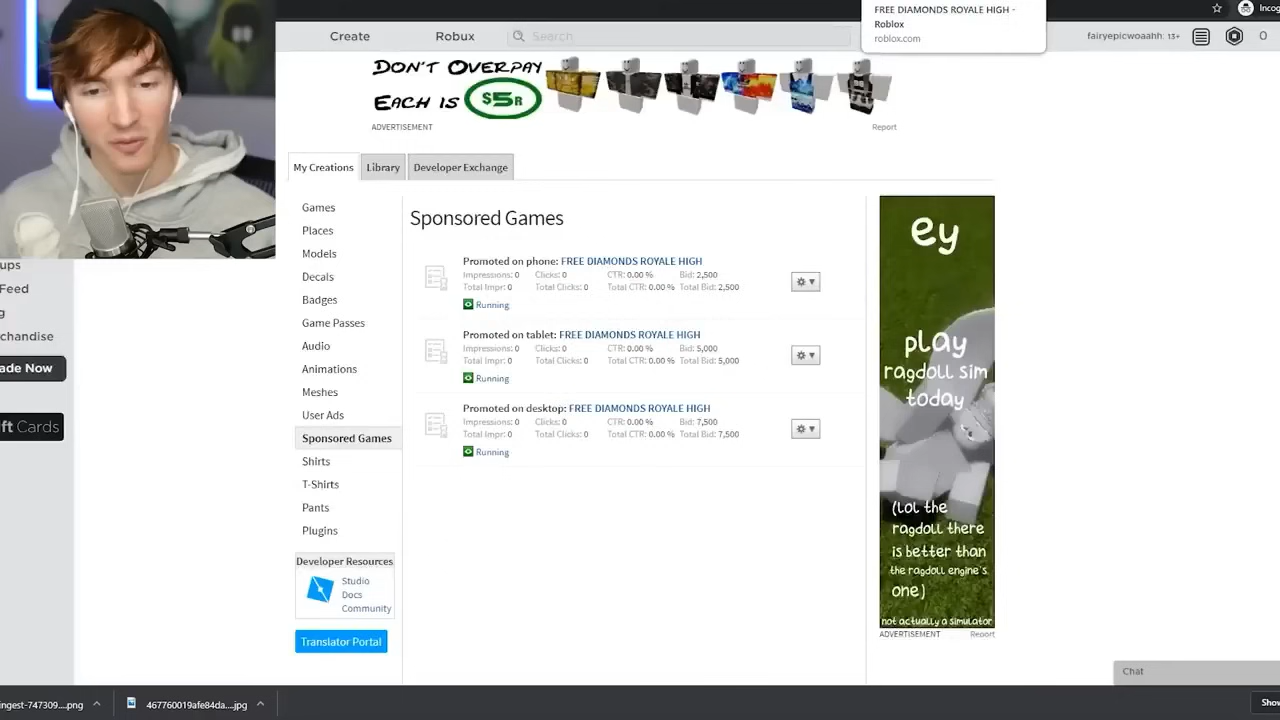 FREE DIAMONDS ROYALE HIGH -
Roblox
roblox.com
Incog
Create
Robux
Search
fairyepicwoaahh: 13+
0
DON'T OVERPAY
EACH IS $5R
ADVERTISEMENT
Report
My Creations
Library
Developer Exchange
Games
Places
Models
Decals
Badges
Game Passes
Audio
Animations
Meshes
User Ads
Sponsored Games
Shirts
T-Shirts
Pants
Plugins
Developer Resources
Studio
Docs
Community
Translator Portal
Sponsored Games
Promoted on phone: FREE DIAMONDS ROYALE HIGH
Impressions: 0 Clicks: 0 CTR: 0.00 % Bid: 2,500
Total Impr: 0 Total Clicks: 0 Total CTR: 0.00 % Total Bid: 2,500
Running
Promoted on tablet: FREE DIAMONDS ROYALE HIGH
Impressions: 0 Clicks: 0 CTR: 0.00 % Bid: 5,000
Total Impr: 0 Total Clicks: 0 Total CTR: 0.00 % Total Bid: 5,000
Running
Promoted on desktop: FREE DIAMONDS ROYALE HIGH
Impressions: 0 Clicks: 0 CTR: 0.00 % Bid: 7,500
Total Impr: 0 Total Clicks: 0 Total CTR: 0.00 % Total Bid: 7,500
Running
ey
play
ragdoll sim
today
(lol the
ragdoll there
is better than
the ragdoll engine's
one)
not actually a simulator
ADVERTISEMENT
Report
ups
Feed
g
chandise
ade Now
ft Cards
Chat
ingest-747309....png
467760019afe84da....jpg
Show